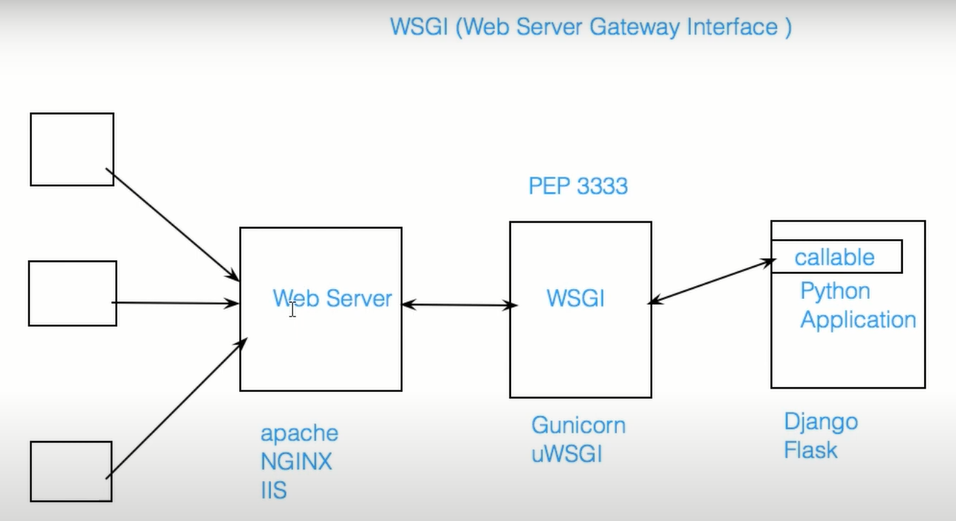 WSGI (Web Server Gateway Interface )
PEP 3333
Web Server
WSGI
callable
Python
Application
apache
NGINX
IIS
Gunicorn
uWSGI
Django
Flask